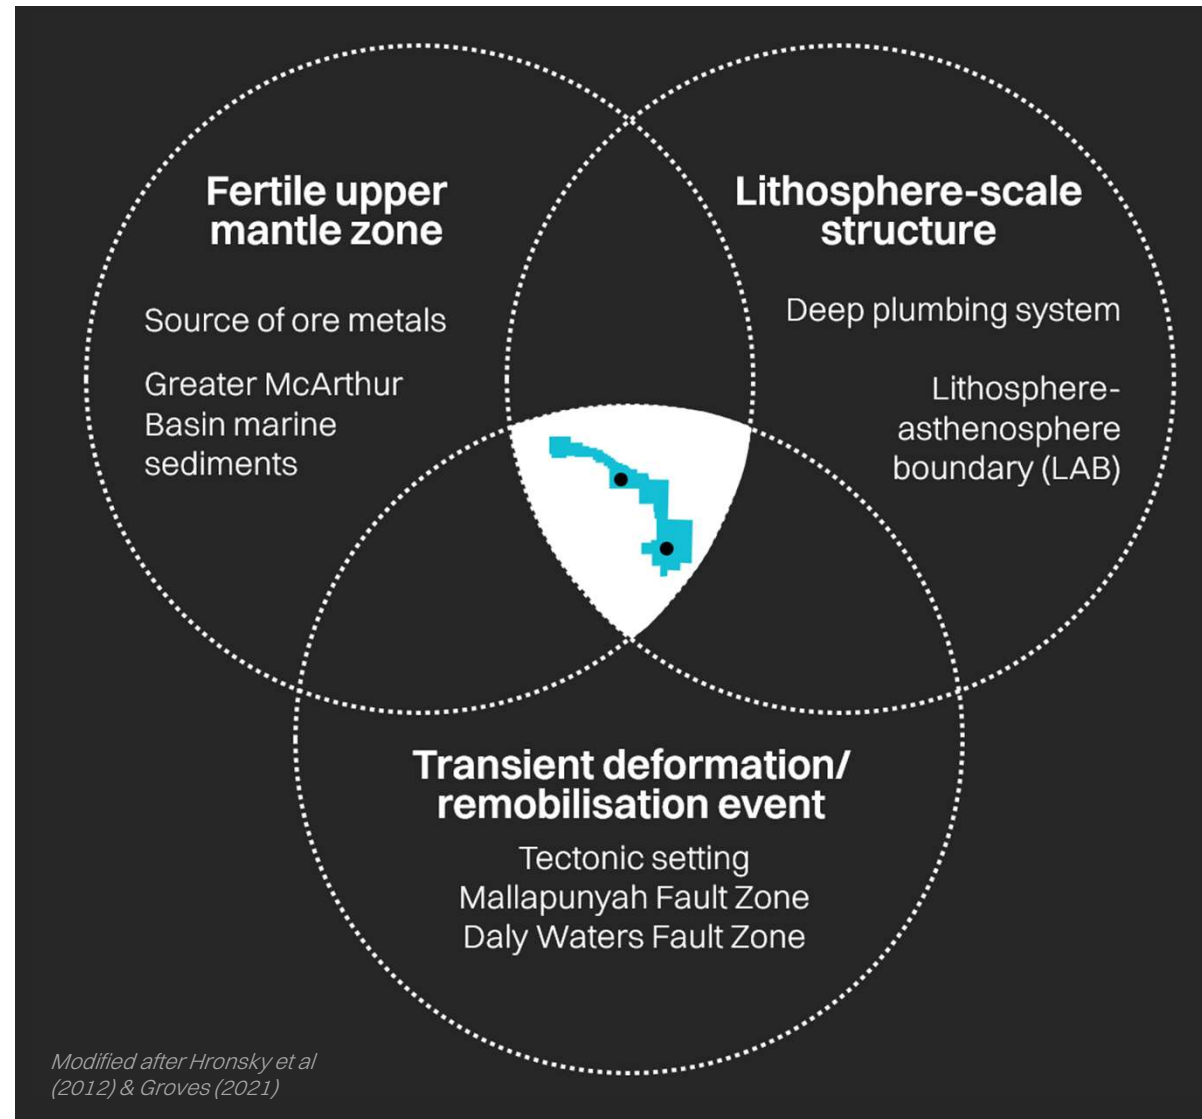 Fertile upper
mantle zone
Source of ore metals
Greater McArthur
Basin marine
sediments
Lithosphere-scale
structure
Deep plumbing system
Lithosphere-
asthenosphere
boundary (LAB)
Transient deformation/
remobilisation event
Tectonic setting
Mallapunyah Fault Zone
Daly Waters Fault Zone
Modified after Hronsky et al
(2012) & Groves (2021)